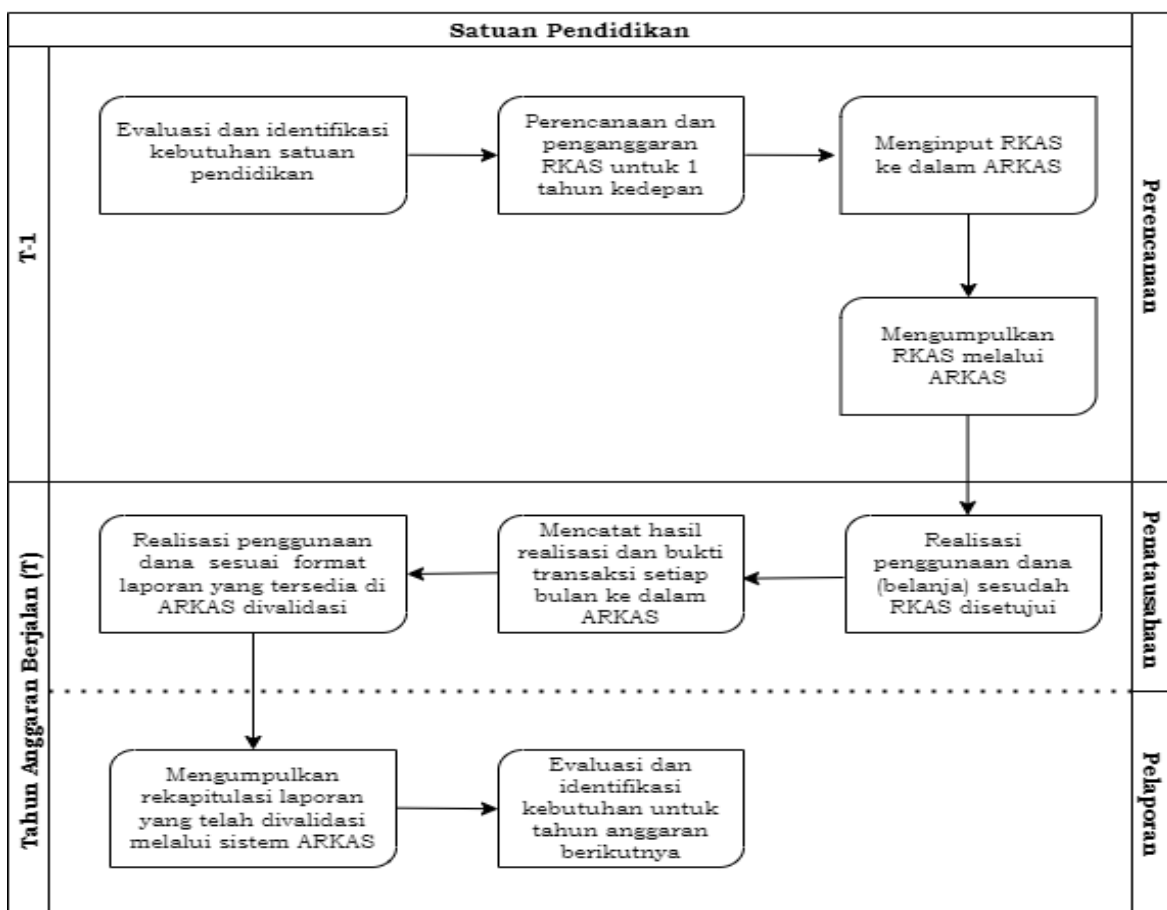 Satuan Pendidikan
T-1
Perencanaan
Evaluasi dan identifikasi
kebutuhan satuan
pendidikan
Perencanaan dan
penganggaran
RKAS untuk 1
tahun kedepan
Menginput RKAS
ke dalam ARKAS
Mengumpulkan
RKAS melalui
ARKAS
Tahun Anggaran Berjalan (T)
Penatausahaan
Realisasi
penggunaan dana
(belanja) sesudah
RKAS disetujui
Mencatat hasil
realisasi dan bukti
transaksi setiap
bulan ke dalam
ARKAS
Realisasi penggunaan
dana sesuai format
laporan yang tersedia di
ARKAS divalidasi
Pelaporan
Mengumpulkan
rekapitulasi laporan
yang telah divalidasi
melalui sistem ARKAS
Evaluasi dan
identifikasi
kebutuhan untuk
tahun anggaran
berikutnya